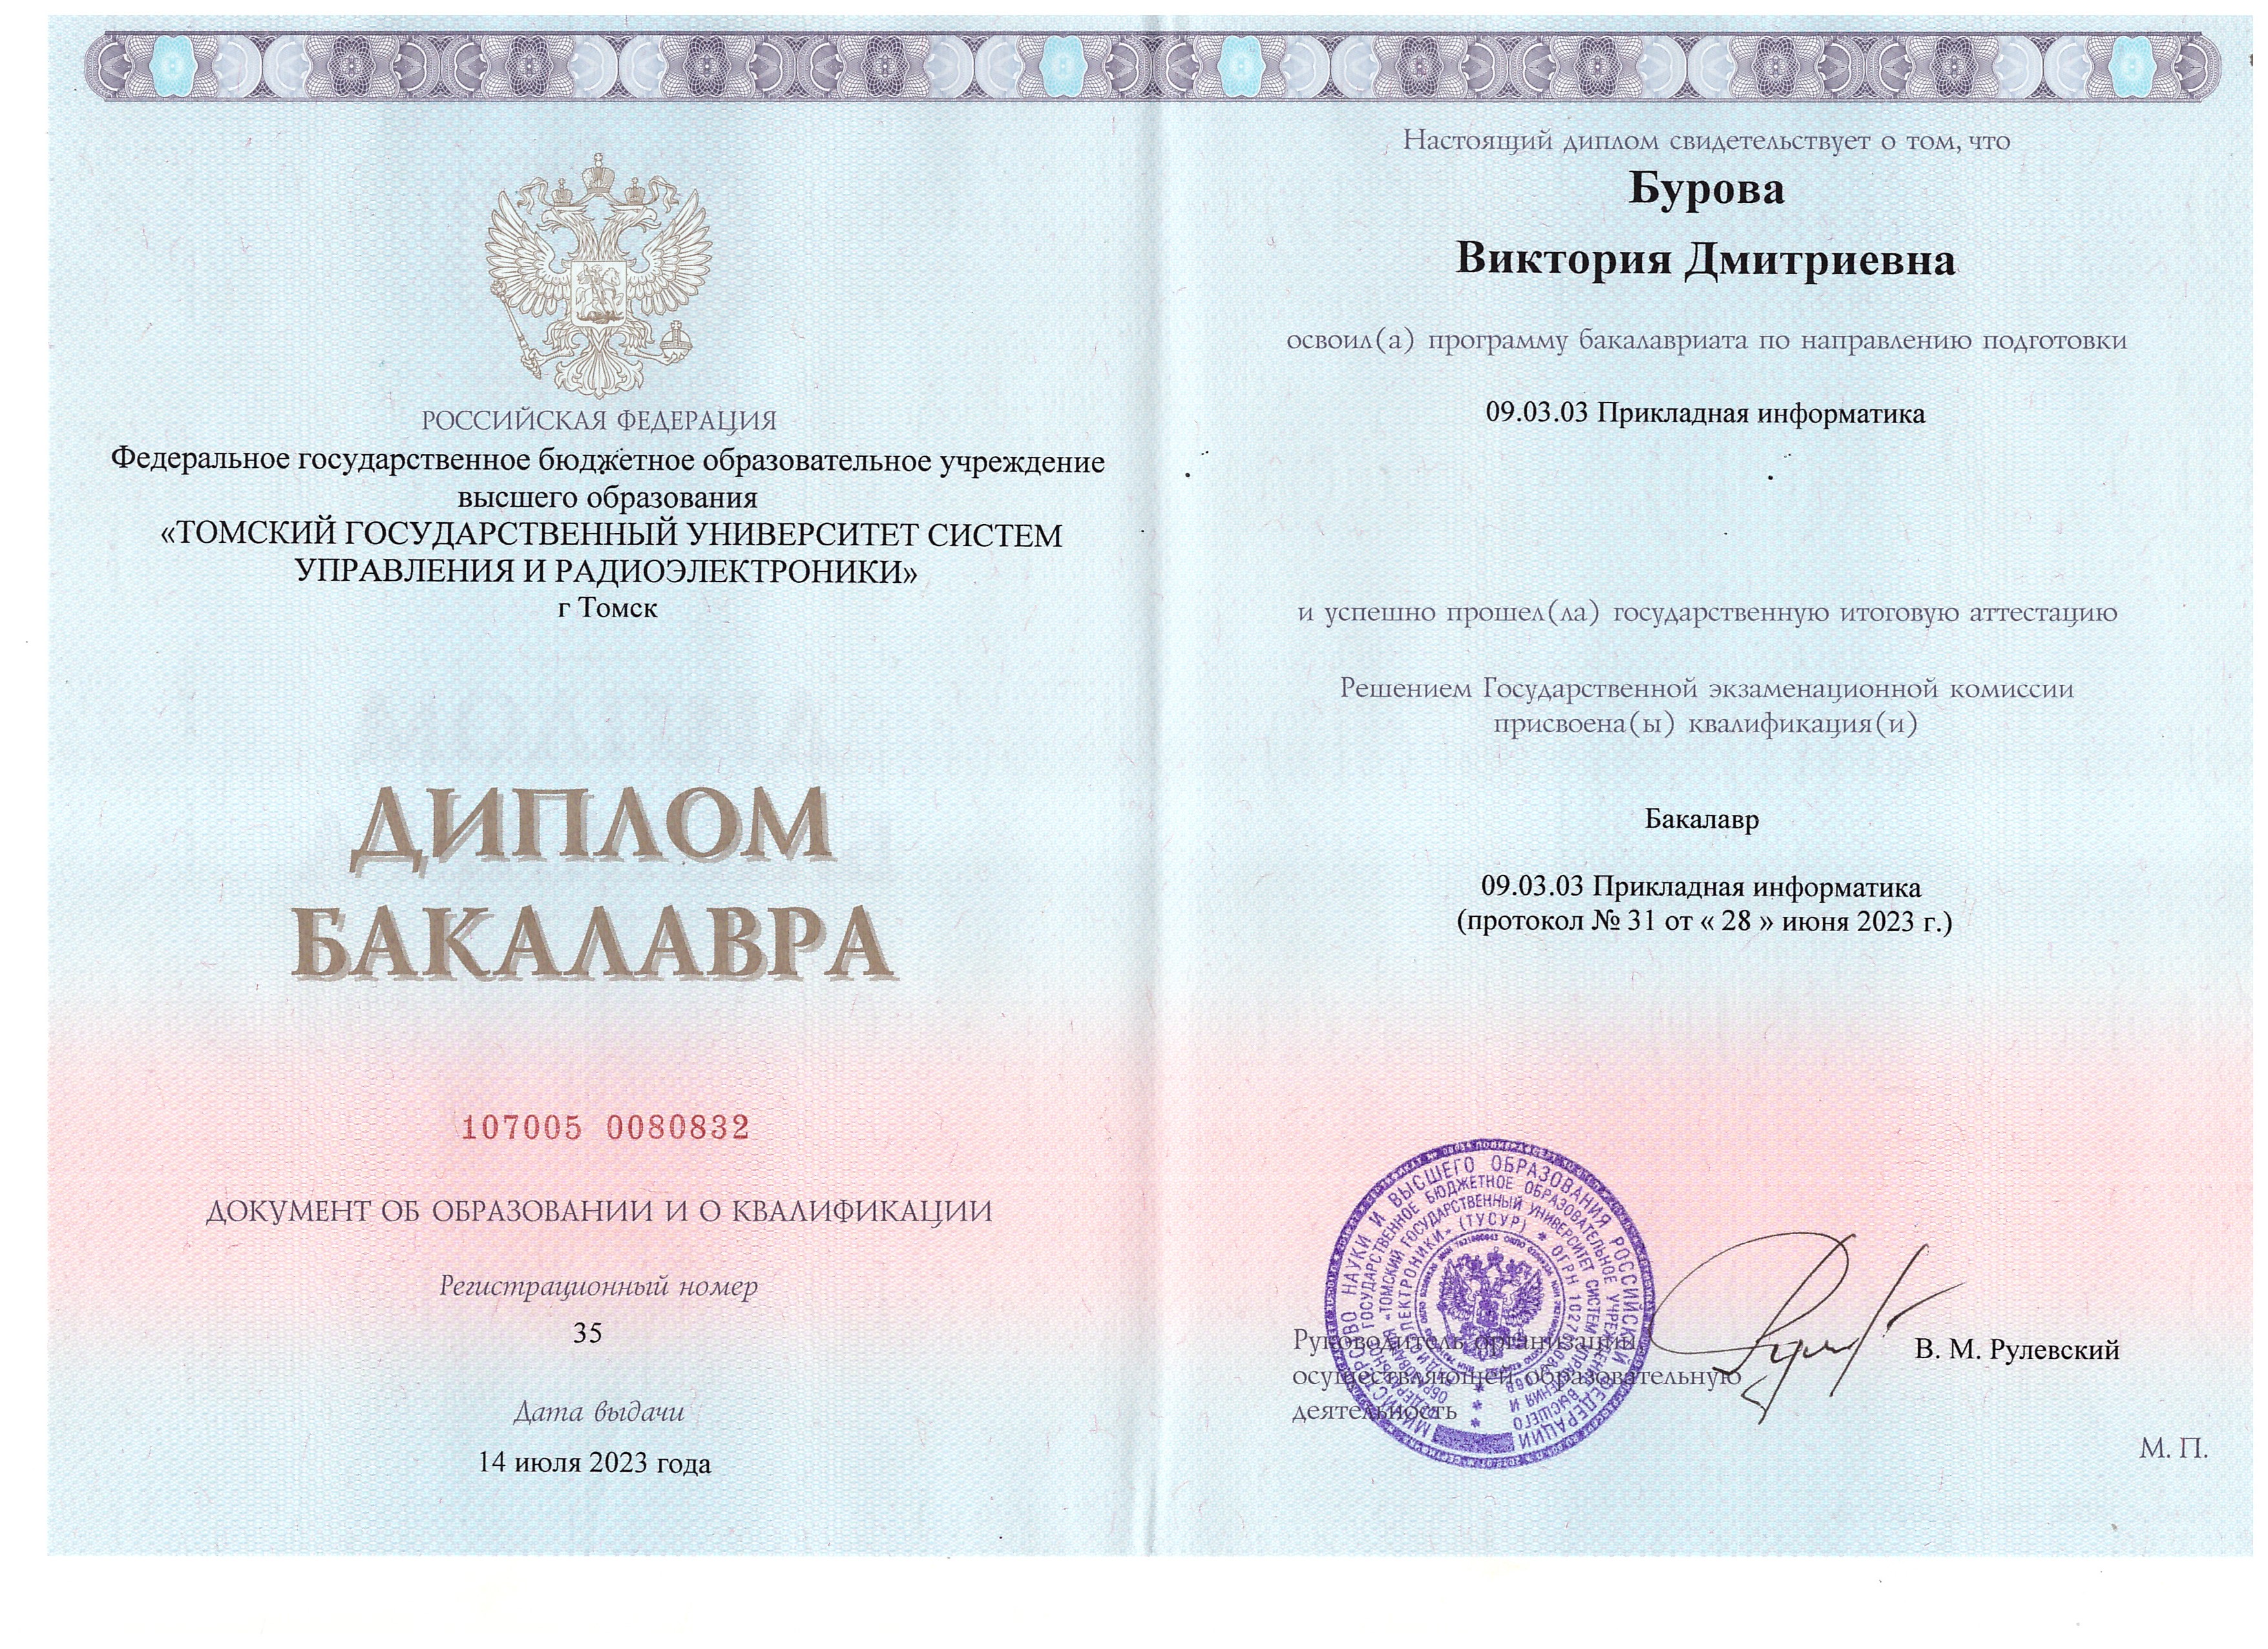 РОССИЙСКАЯ ФЕДЕРАЦИЯ
Федеральное государственное бюджетное образовательное учреждение
высшего образования
«ТОМСКИЙ ГОСУДАРСТВЕННЫЙ УНИВЕРСИТЕТ СИСТЕМ
УПРАВЛЕНИЯ И РАДИОЭЛЕКТРОНИКИ»
г Томск
ДИПЛОМ
БАКАЛАВРА
107005 0080832
ДОКУМЕНТ ОБ ОБРАЗОВАНИИ И О КВАЛИФИКАЦИИ
Регистрационный номер
35
Дата выдачи
14 июля 2023 года
Настоящий диплом свидетельствует о том, что
Бурова
Виктория Дмитриевна
освоил(а) программу бакалавриата по направлению подготовки
09.03.03 Прикладная информатика
и успешно прошел(ла) государственную итоговую аттестацию
Решением Государственной экзаменационной комиссии
присвоена(ы) квалификация(и)
Бакалавр
09.03.03 Прикладная информатика
(протокол № 31 от « 28 » июня 2023 г.)
Руководитель организации,
осуществляющей образовательную
деятельность
В. М. Рулевский
М. П.
МИНИСТЕРСТВО НАУКИ И ВЫСШЕГО ОБРАЗОВАНИЯ РОССИЙСКОЙ ФЕДЕРАЦИИ
ФЕДЕРАЛЬНОЕ ГОСУДАРСТВЕННОЕ БЮДЖЕТНОЕ ОБРАЗОВАТЕЛЬНОЕ УЧРЕЖДЕНИЕ ВЫСШЕГО
ОБРАЗОВАНИЯ «ТОМСКИЙ ГОСУДАРСТВЕННЫЙ УНИВЕРСИТЕТ СИСТЕМ УПРАВЛЕНИЯ И
РАДИОЭЛЕКТРОНИКИ» (ТУСУР) * ОГРН